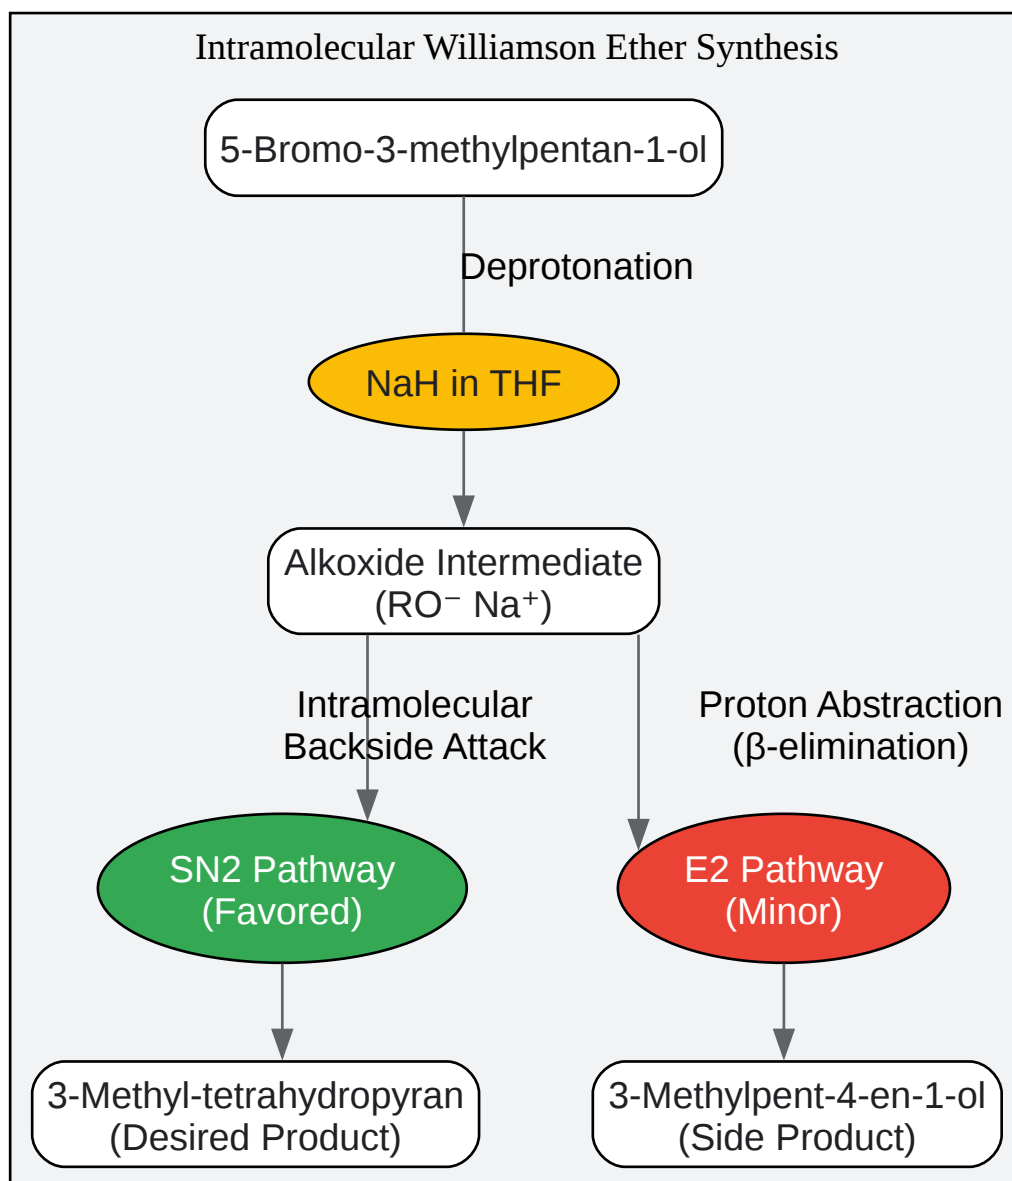 Intramolecular Williamson Ether Synthesis
5-Bromo-3-methylpentan-1-ol
Deprotonation
NaH in THF
Alkoxide Intermediate
(RO⁻ Na⁺)
Intramolecular
Backside Attack
Proton Abstraction
(β-elimination)
SN2 Pathway
(Favored)
E2 Pathway
(Minor)
3-Methyl-tetrahydropyran
(Desired Product)
3-Methylpent-4-en-1-ol
(Side Product)